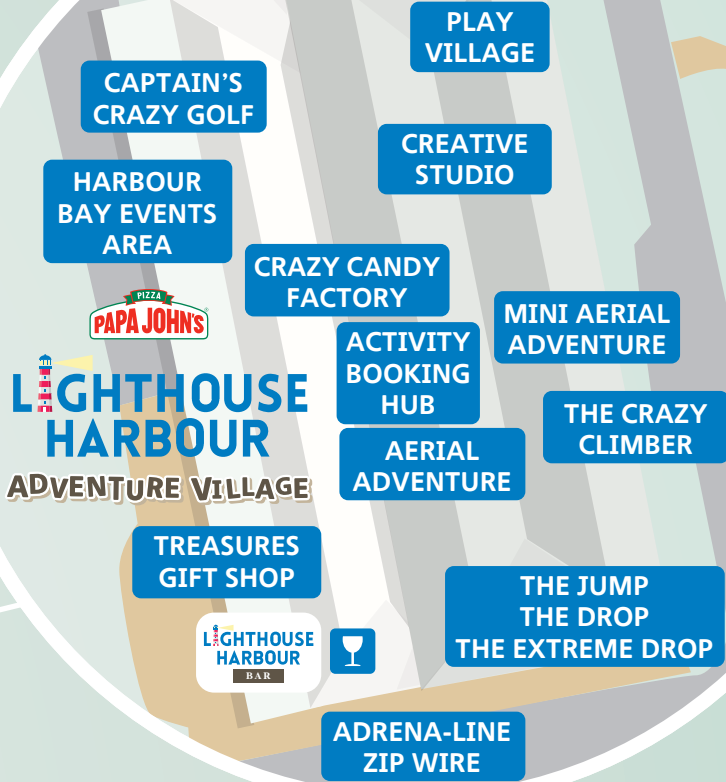 PLAY
VILLAGE
CAPTAIN'S
CRAZY GOLF
CREATIVE
STUDIO
HARBOUR
BAY EVENTS
AREA
CRAZY CANDY
FACTORY
PIZZA
PAPA JOHN'S
MINI AERIAL
ADVENTURE
ACTIVITY
BOOKING
HUB
LIGHTHOUSE
HARBOUR
ADVENTURE VILLAGE
THE CRAZY
CLIMBER
AERIAL
ADVENTURE
TREASURES
GIFT SHOP
THE JUMP
THE DROP
THE EXTREME DROP
LIGHTHOUSE
HARBOUR
BAR
ADRENA-LINE
ZIP WIRE